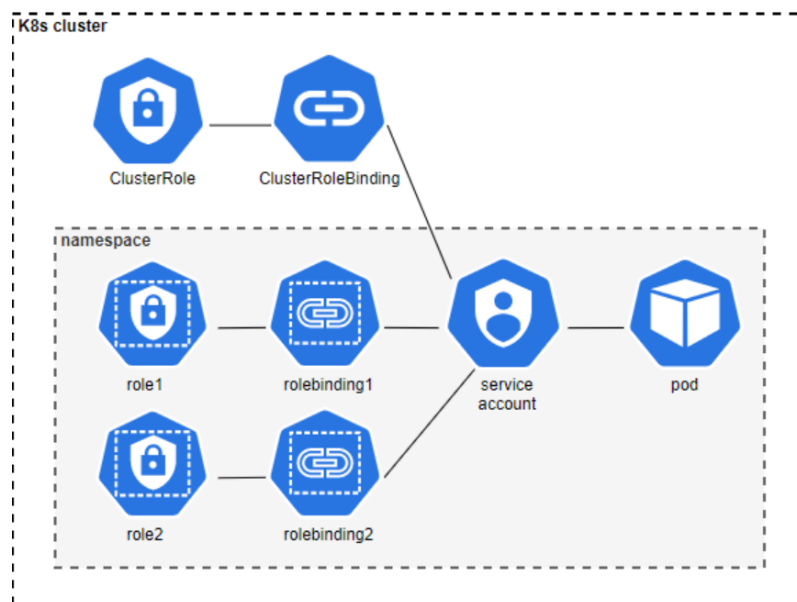 K8s cluster
ClusterRole
ClusterRoleBinding
namespace
role1
rolebinding1
service
account
pod
role2
rolebinding2